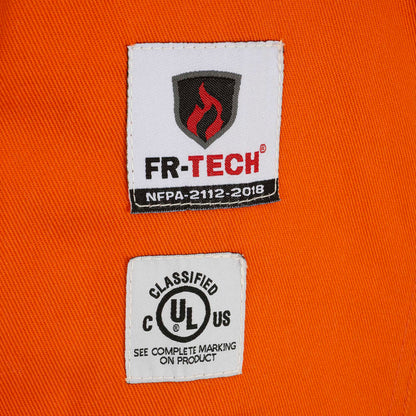 FR-TECH®
NFPA-2112-2018
CLASSIFIED
C UL® US
SEE COMPLETE MARKING
ON PRODUCT